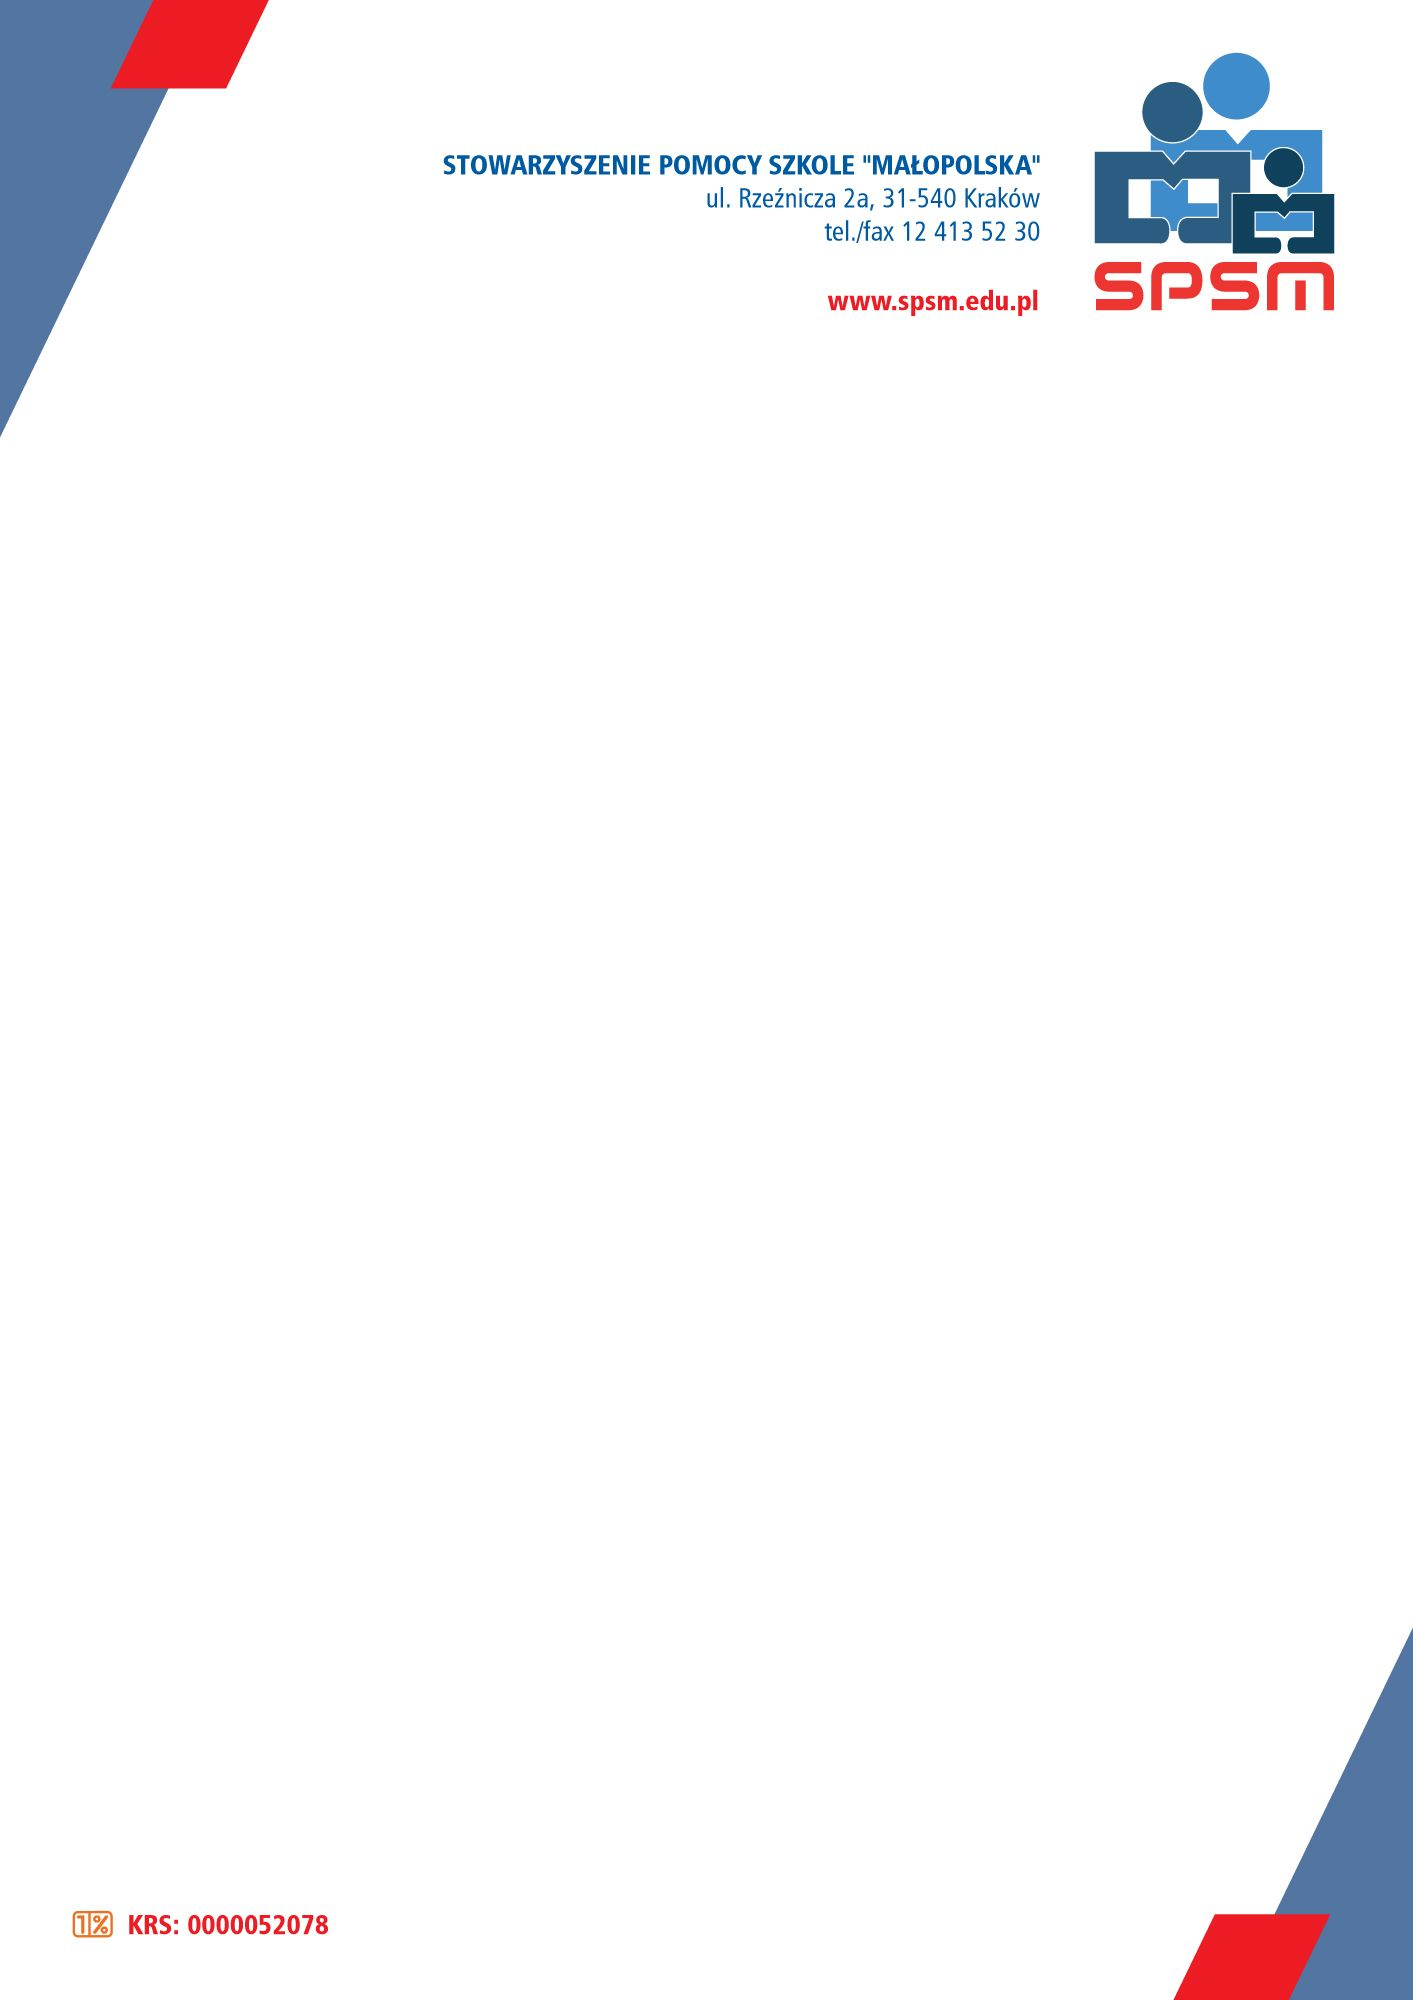 STOWARZYSZENIE POMOCY SZKOLE "MAŁOPOLSKA"
ul. Rzeźnicza 2a, 31-540 Kraków
tel./fax 12 413 52 30
www.spsm.edu.pl
SPSM
1% KRS: 0000052078